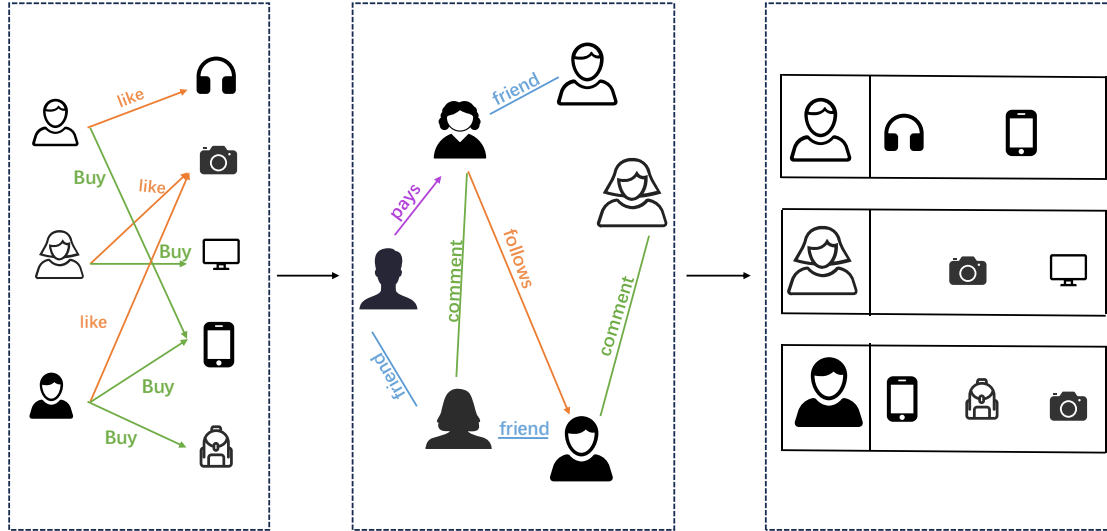 like
Buy
like
Buy
like
Buy
Buy
friend
pays
comment
follows
comment
friend
friend